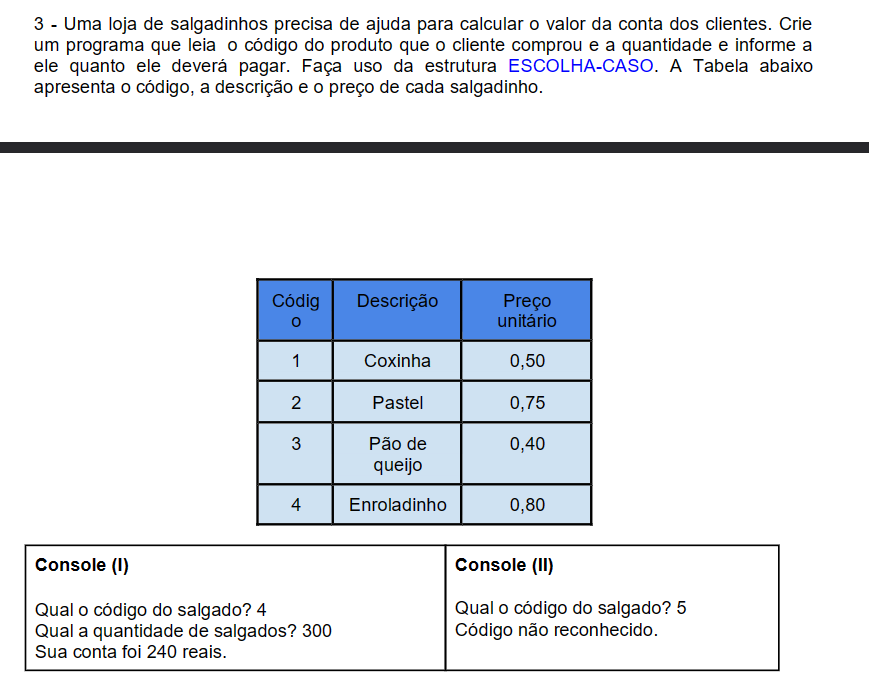 3 - Uma loja de salgadinhos precisa de ajuda para calcular o valor da conta dos clientes. Crie
um programa que leia  o código do produto que o cliente comprou e a quantidade e informe a
ele quanto ele deverá pagar. Faça uso da estrutura ESCOLHA-CASO. A Tabela abaixo
apresenta o código, a descrição e o preço de cada salgadinho.
Códig
o
Descrição
Preço
unitário
1
Coxinha
0,50
2
Pastel
0,75
3
Pão de
queijo
0,40
4
Enroladinho
0,80
Console (I)
Qual o código do salgado? 4
Qual a quantidade de salgados? 300
Sua conta foi 240 reais.
Console (II)
Qual o código do salgado? 5
Código não reconhecido.